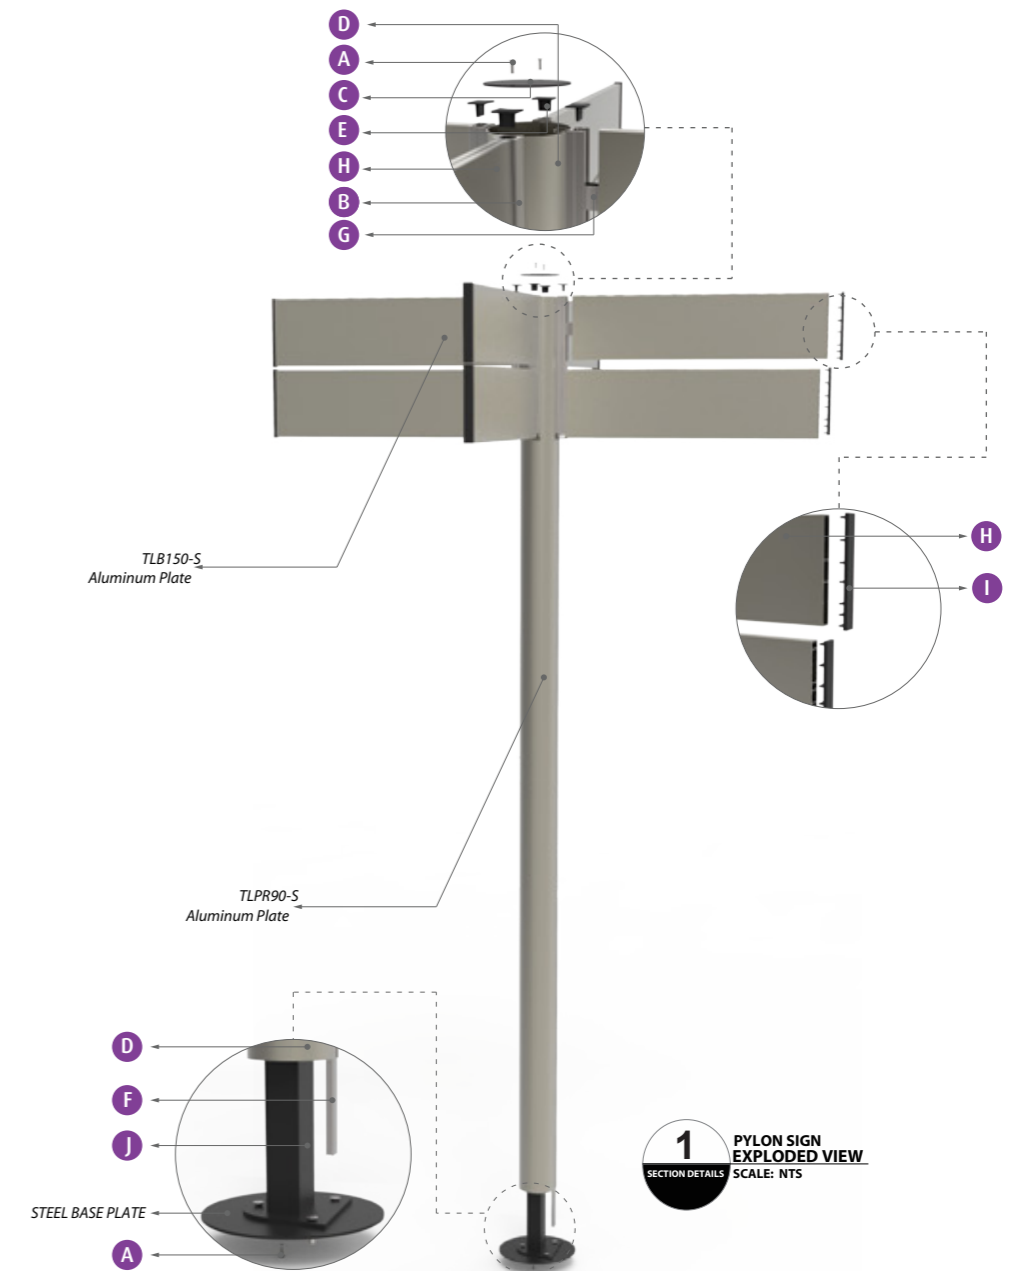 D
A
C
E
H
B
G
TLB150-S
Aluminum Plate
H
I
TLPR90-S
Aluminum Plate
D
F
J
STEEL BASE PLATE
A
1
SECTION DETAILS
PYLON SIGN
EXPLODED VIEW
SCALE: NTS